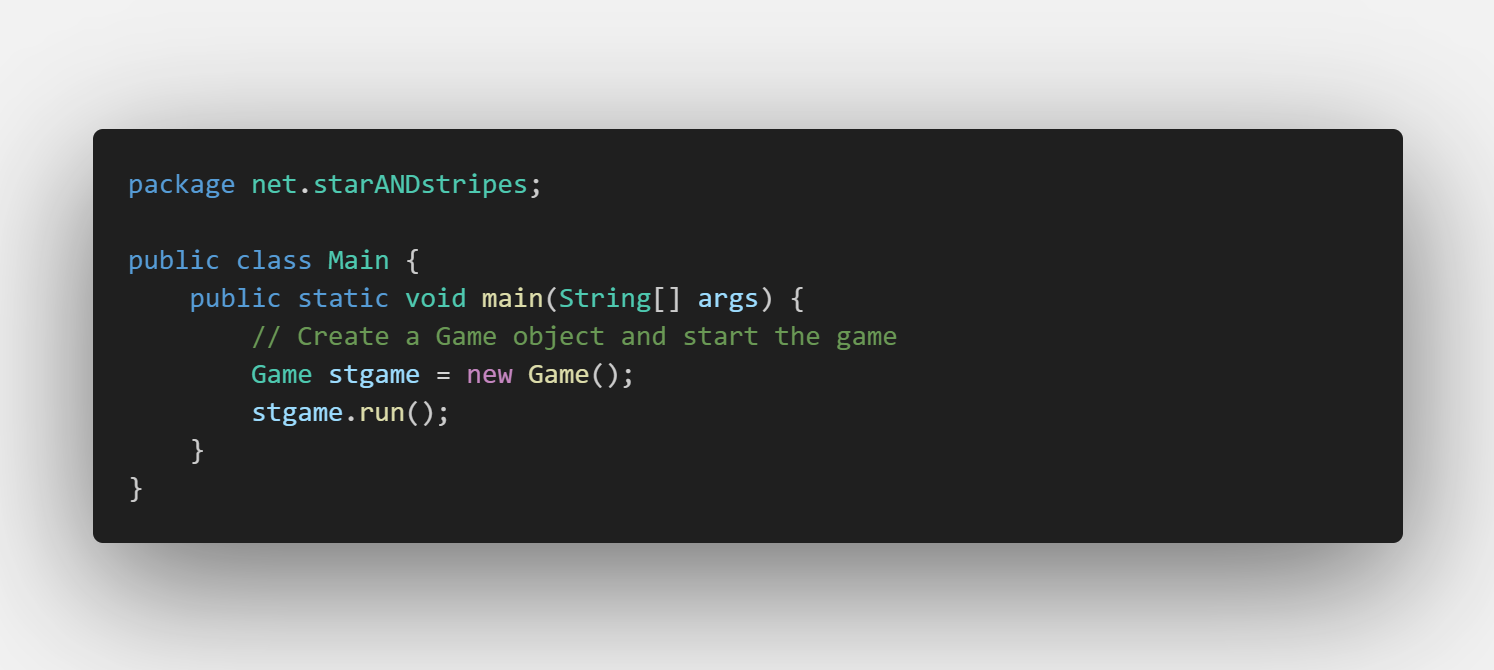 package net.starANDstripes;
public class Main {
    public static void main(String[] args) {
        // Create a Game object and start the game
        Game stgame = new Game();
        stgame.run();
    }
}